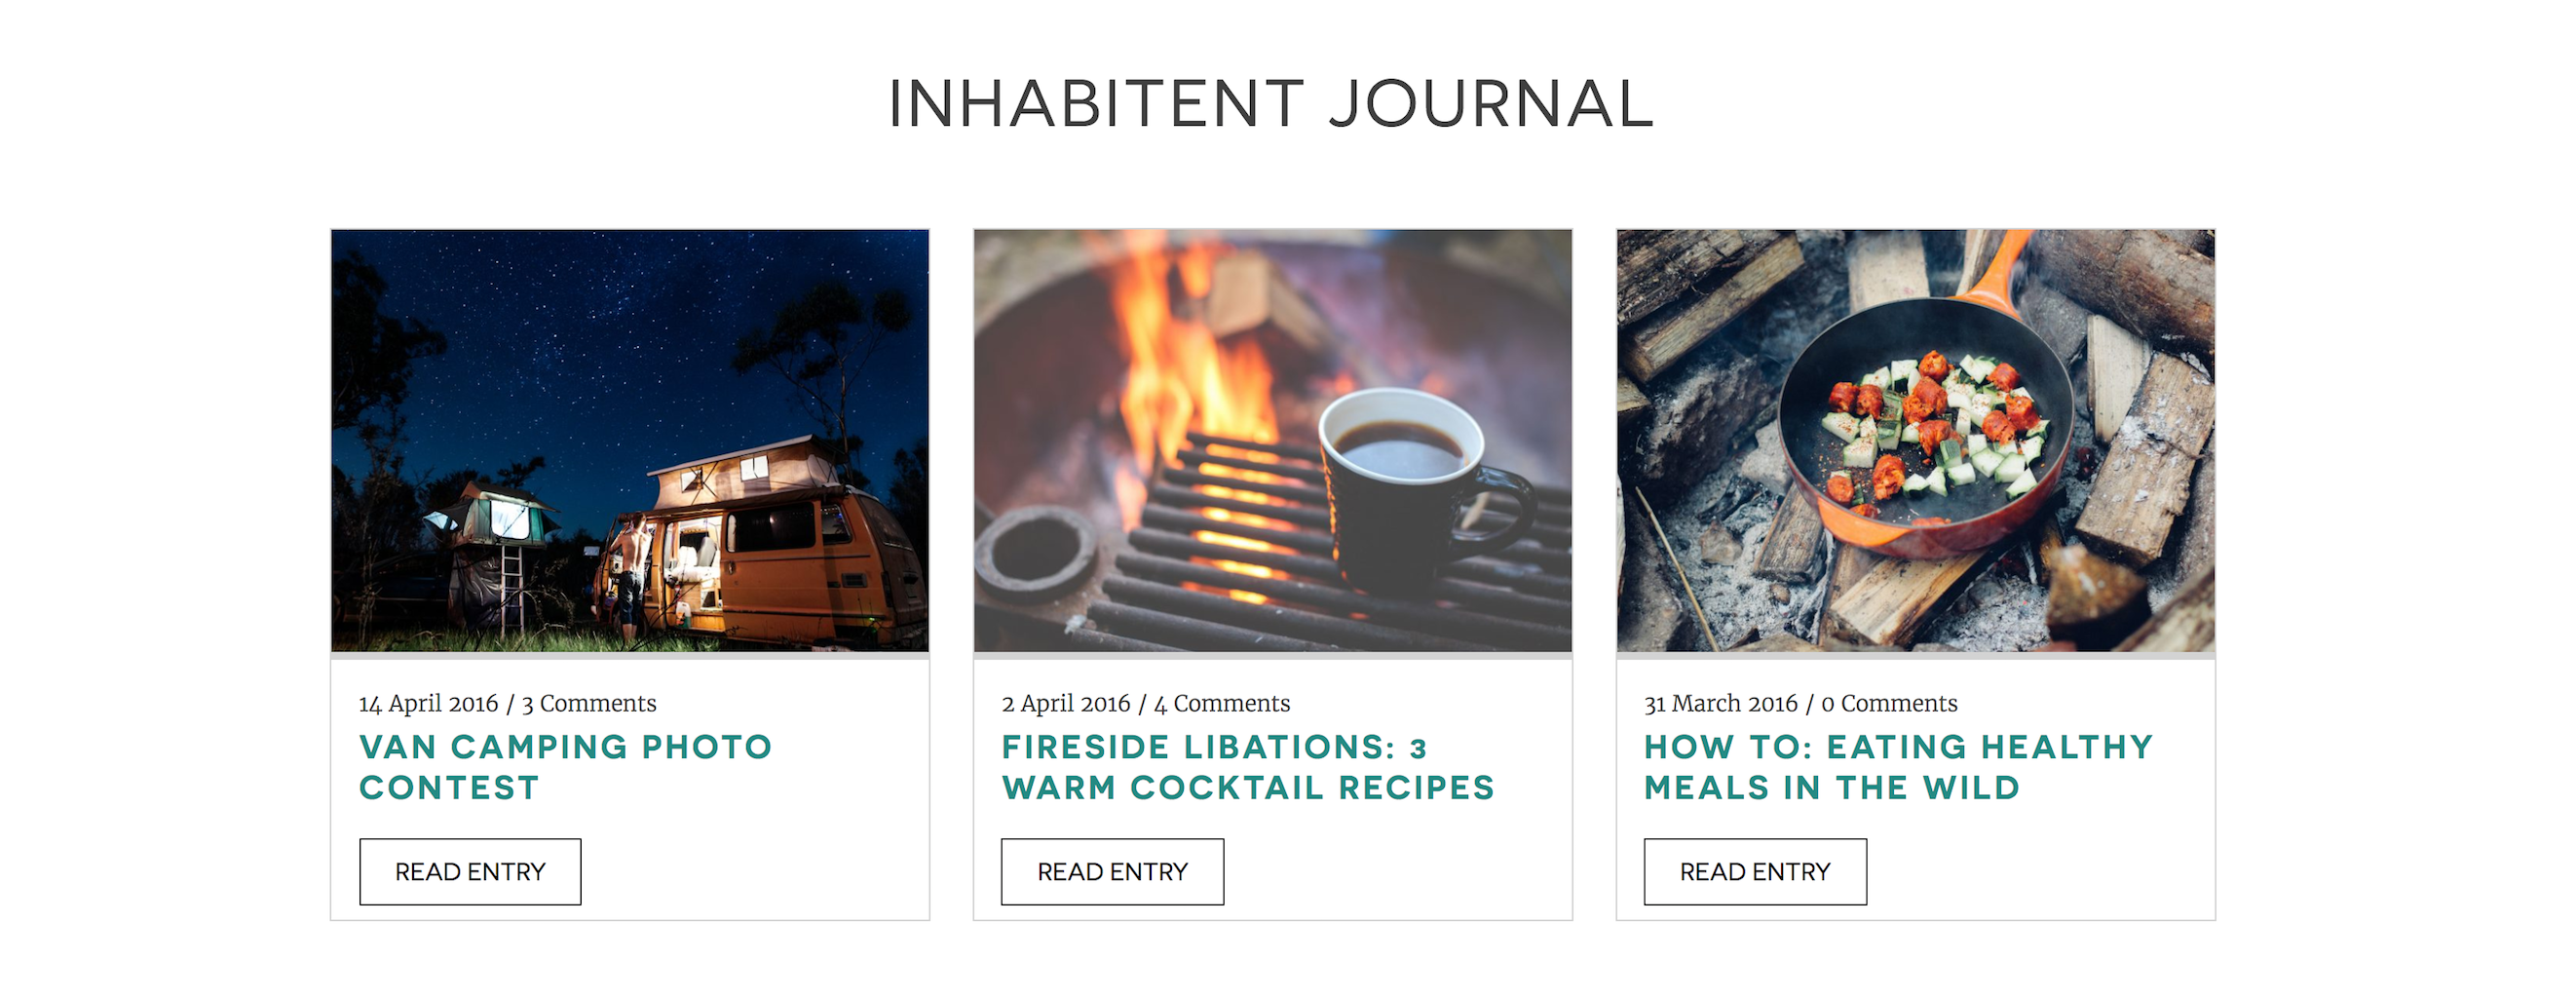 INHABITENT JOURNAL
14 April 2016 / 3 Comments
VAN CAMPING PHOTO
CONTEST
READ ENTRY
2 April 2016 / 4 Comments
FIRESIDE LIBATIONS: 3
WARM COCKTAIL RECIPES
READ ENTRY
31 March 2016 / 0 Comments
HOW TO: EATING HEALTHY
MEALS IN THE WILD
READ ENTRY